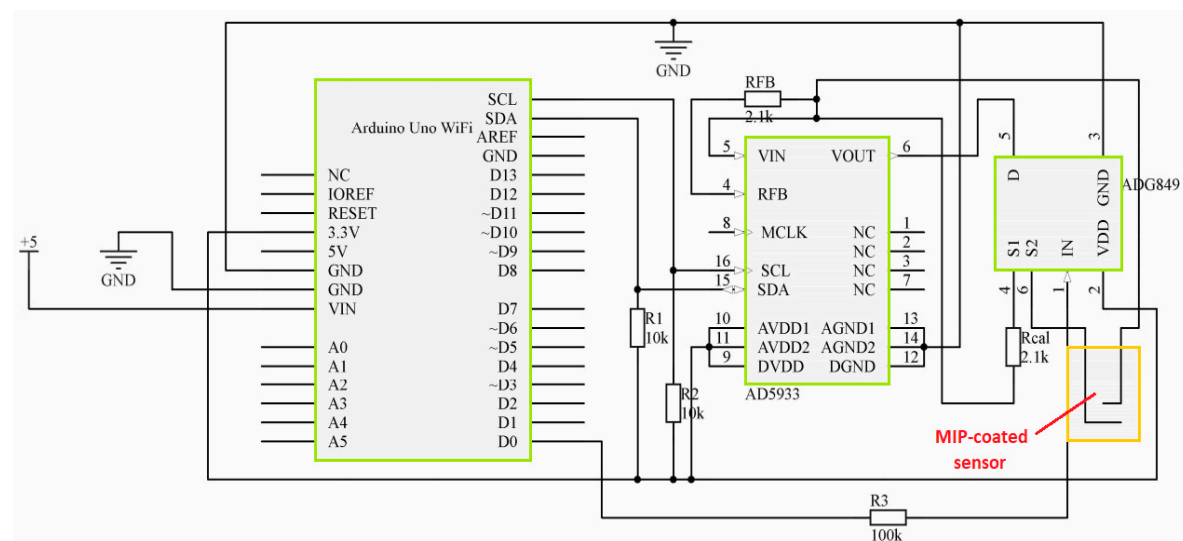 GND
RFB
2.1k
Arduino Uno WiFi
SCL
SDA
AREF
GND
D13
D12
~D11
~D10
~D9
D8
D7
~D6
~D5
D4
~D3
D2
D1
D0
NC
IOREF
RESET
3.3V
5V
GND
GND
VIN
A0
A1
A2
A3
A4
A5
+5
GND
5
4
8
16
15
10
11
9
VIN
RFB
MCLK
SCL
SDA
AVDD1
AVDD2
DVDD
VOUT
NC
NC
NC
NC
AGND1
AGND2
DGND
6
1
2
3
7
13
14
12
AD5933
R1
10k
R2
10k
5
3
D
GND
ADG849
S1
S2
IN
VDD
4
6
1
2
Rcal
2.1k
MIP-coated
sensor
R3
100k